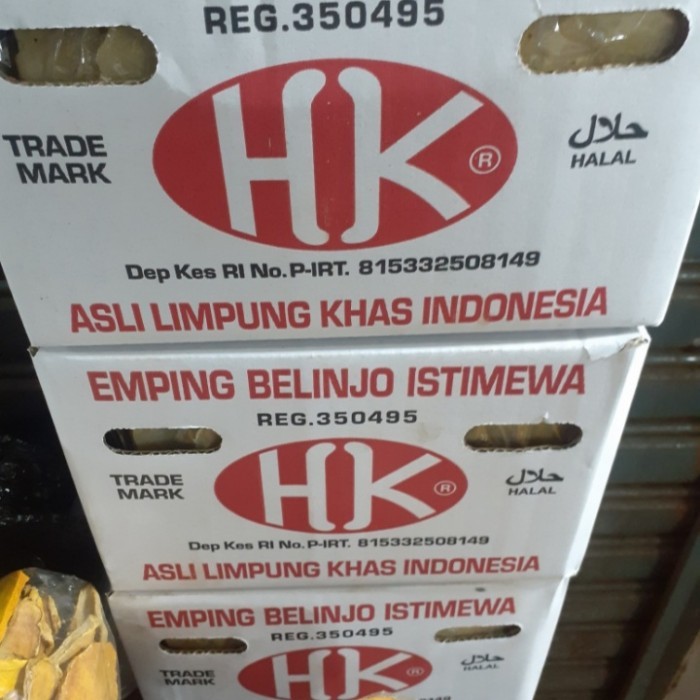 REG.350495
TRADE MARK
HK ®
حلال
HALAL
Dep Kes RI No. P-IRT. 815332508149
ASLI LIMPUNG KHAS INDONESIA
EMPING BELINJO ISTIMEWA
REG.350495
TRADE MARK
HK ®
حلال
HALAL
Dep Kes RI No. P-IRT. 815332508149
ASLI LIMPUNG KHAS INDONESIA
EMPING BELINJO ISTIMEWA
REG.350495
TRADE MARK
HK ®
حلال
HALAL